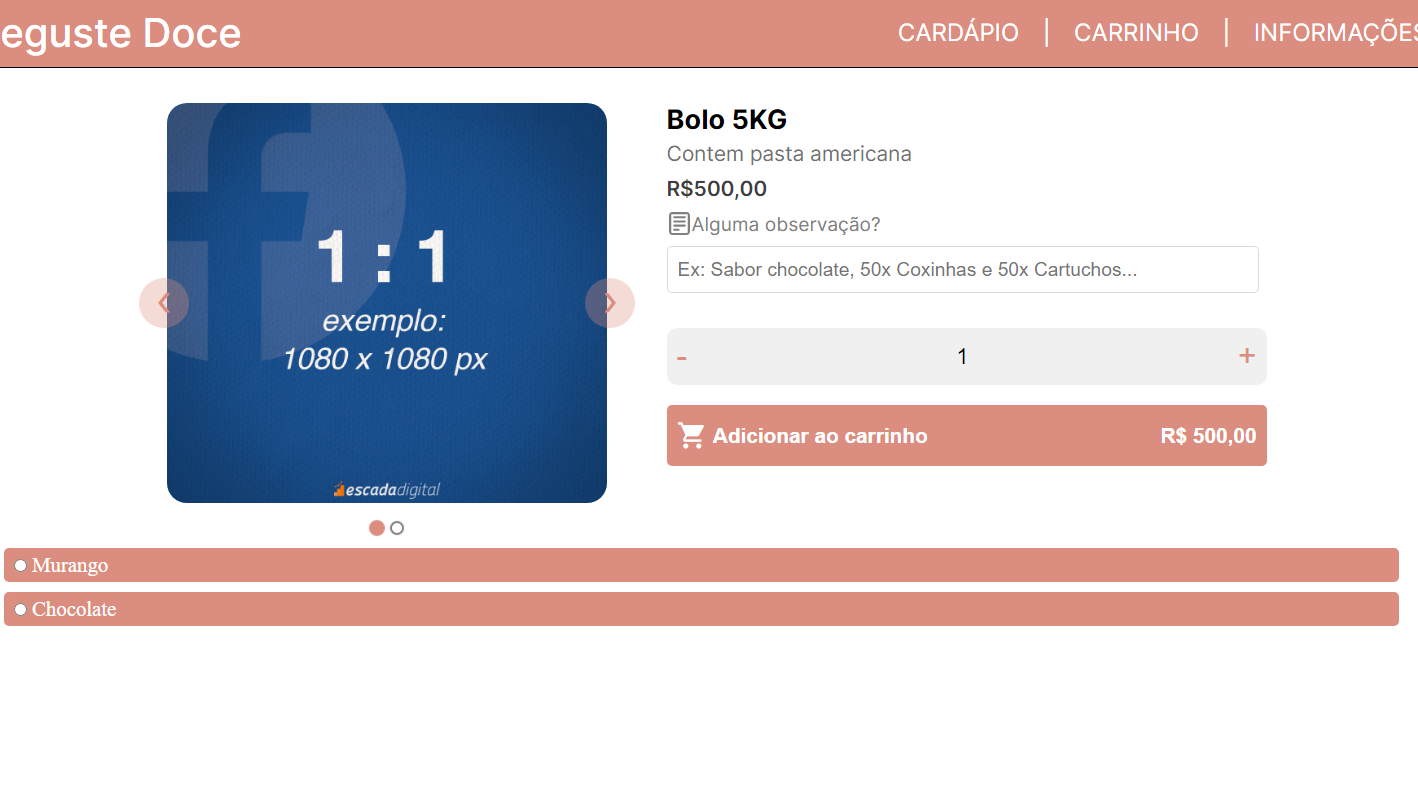 eguste Doce
CARDÁPIO | CARRINHO | INFORMAÇÕES
1 : 1
exemplo:
1080 x 1080 px
escadadigital
Bolo 5KG
Contem pasta americana
R$500,00
Alguma observação?
Ex: Sabor chocolate, 50x Coxinhas e 50x Cartuchos...
- 1 +
Adicionar ao carrinho R$ 500,00
Murango
Chocolate